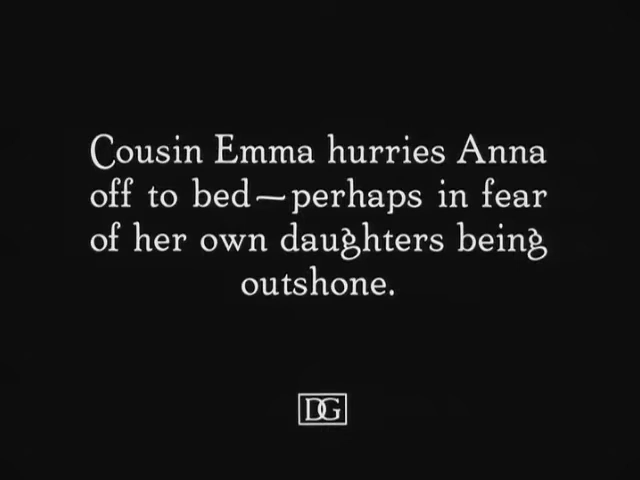 Cousin Emma hurries Anna
off to bed—perhaps in fear
of her own daughters being
outshone.
DG